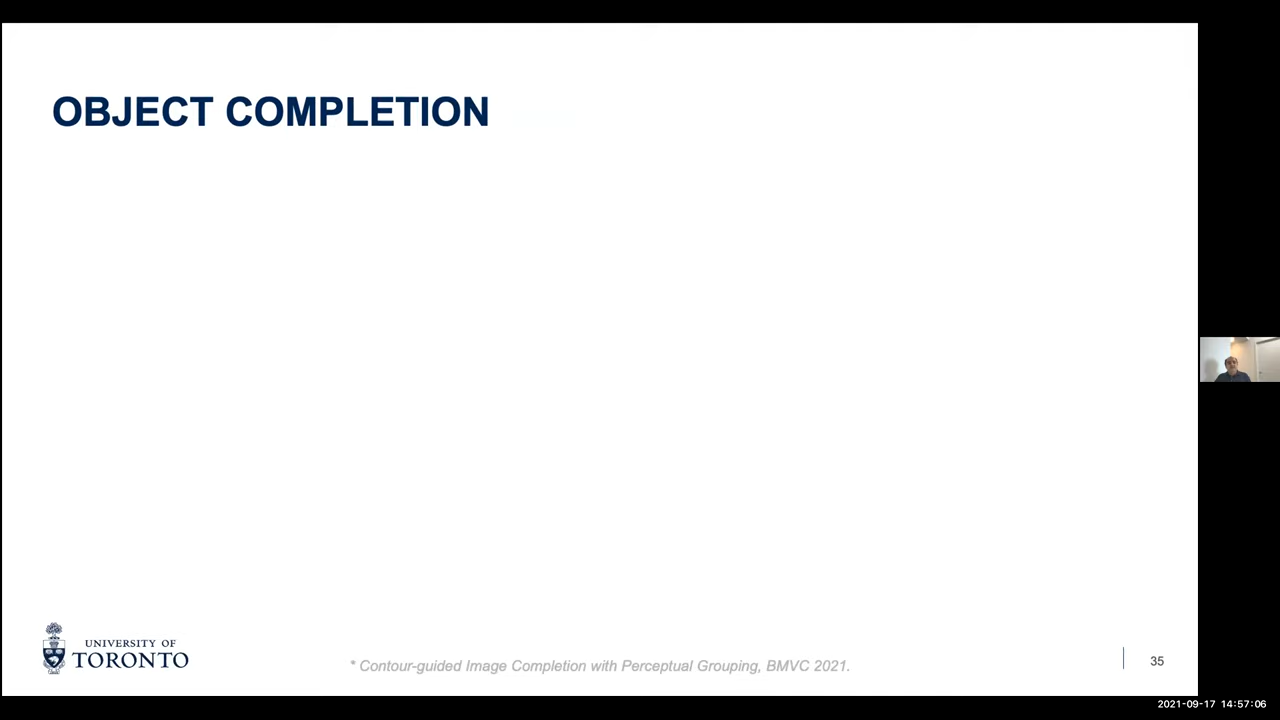 OBJECT COMPLETION
UNIVERSITY OF
TORONTO
* Contour-guided Image Completion with Perceptual Grouping, BMVC 2021.
35
2021-09-17 14:57:06